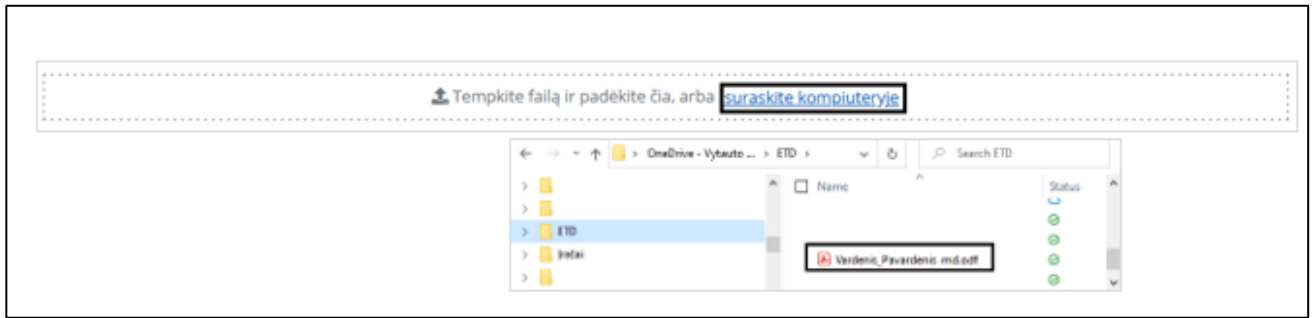 Tempkite failą ir padėkite čia, arba suraskite kompiuteryje
OneDrive - Vytauto ... > ETD >
Search ETD
Name
Status
ETD
Įrašai
Vardenis_Pavardenis md.pdf